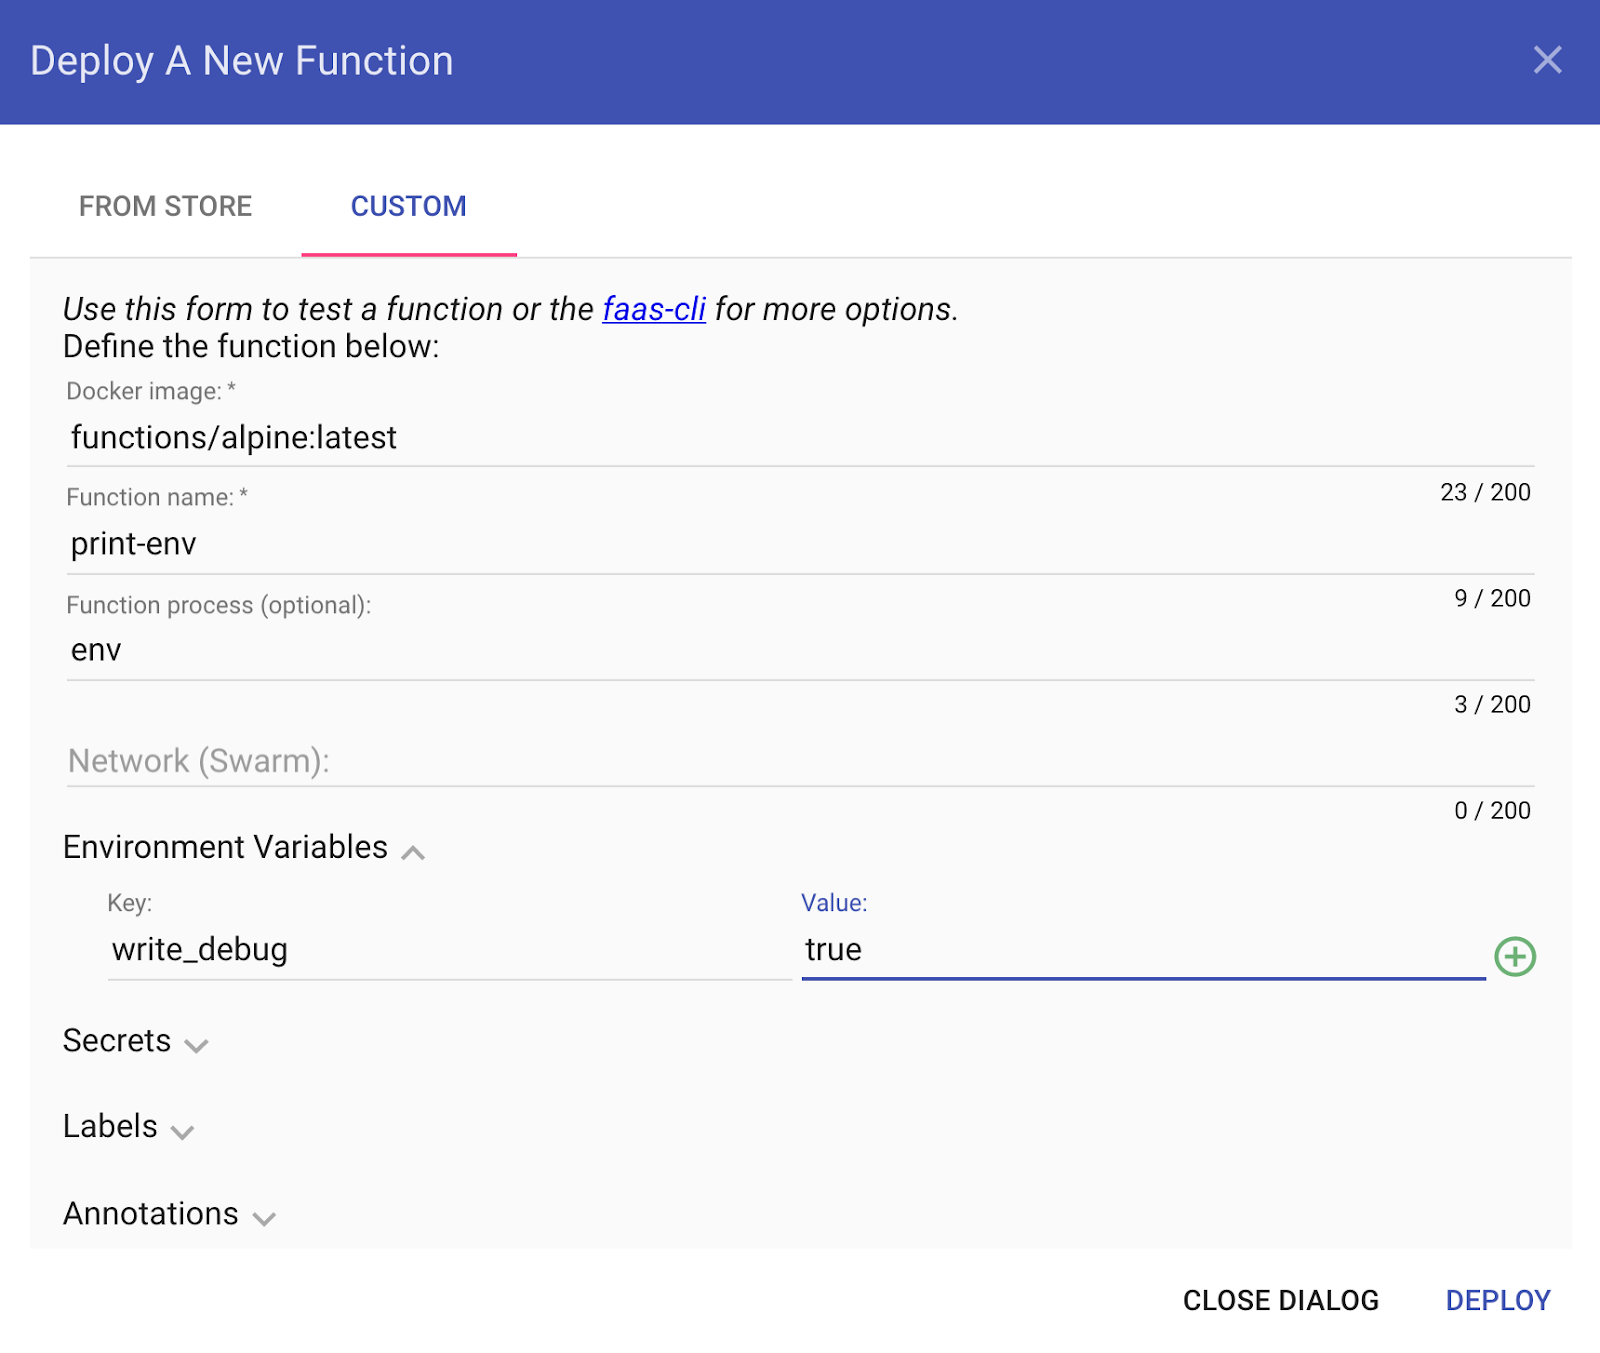 Deploy A New Function
FROM STORE CUSTOM
Use this form to test a function or the faas-cli for more options.
Define the function below:
Docker image: *
functions/alpine:latest
23 / 200
Function name: *
print-env
9 / 200
Function process (optional):
env
3 / 200
Network (Swarm):
0 / 200
Environment Variables
Key: Value:
write_debug true
Secrets
Labels
Annotations
CLOSE DIALOG DEPLOY